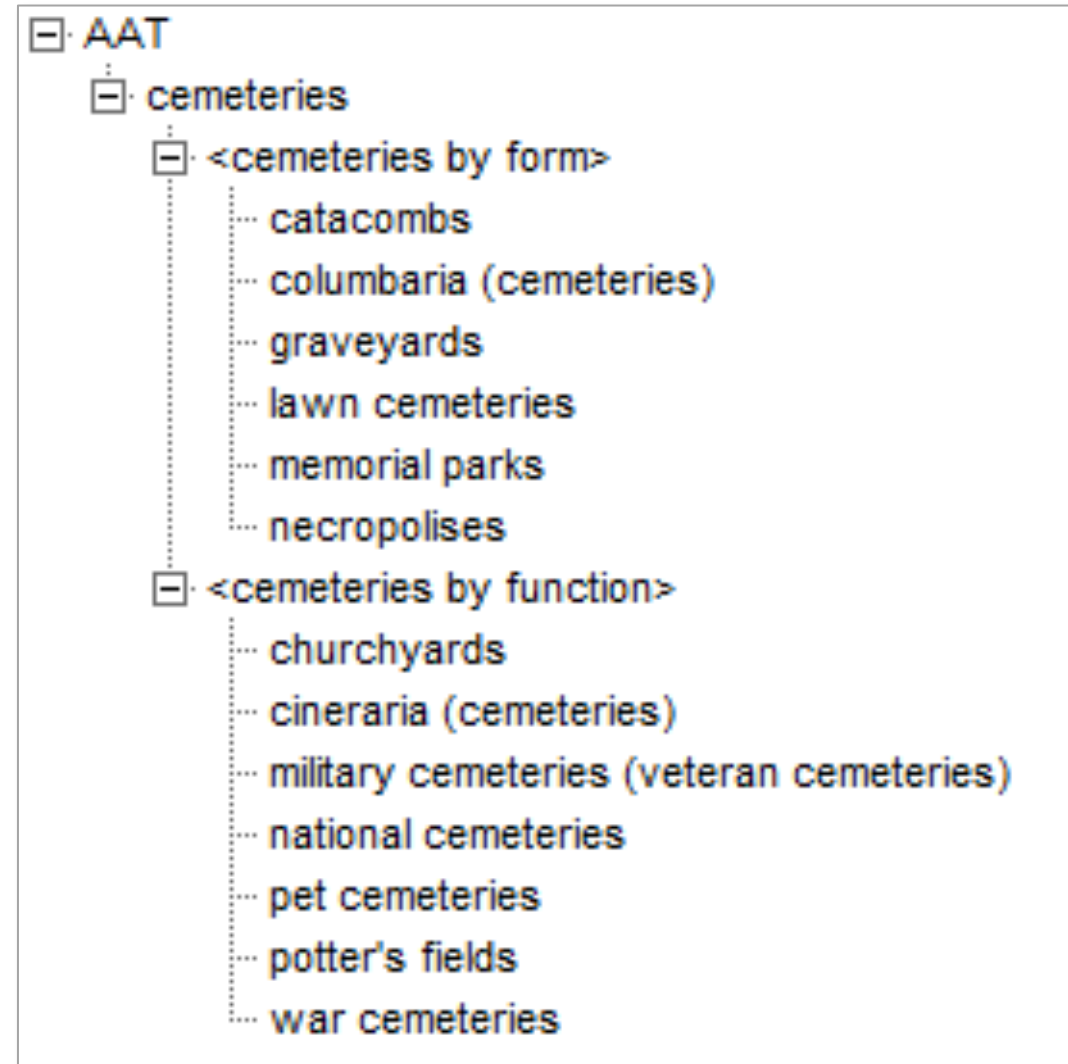 AAT
cemeteries
<cemeteries by form>
catacombs
columbaria (cemeteries)
graveyards
lawn cemeteries
memorial parks
necropolises
<cemeteries by function>
churchyards
cineraria (cemeteries)
military cemeteries (veteran cemeteries)
national cemeteries
pet cemeteries
potter's fields
war cemeteries